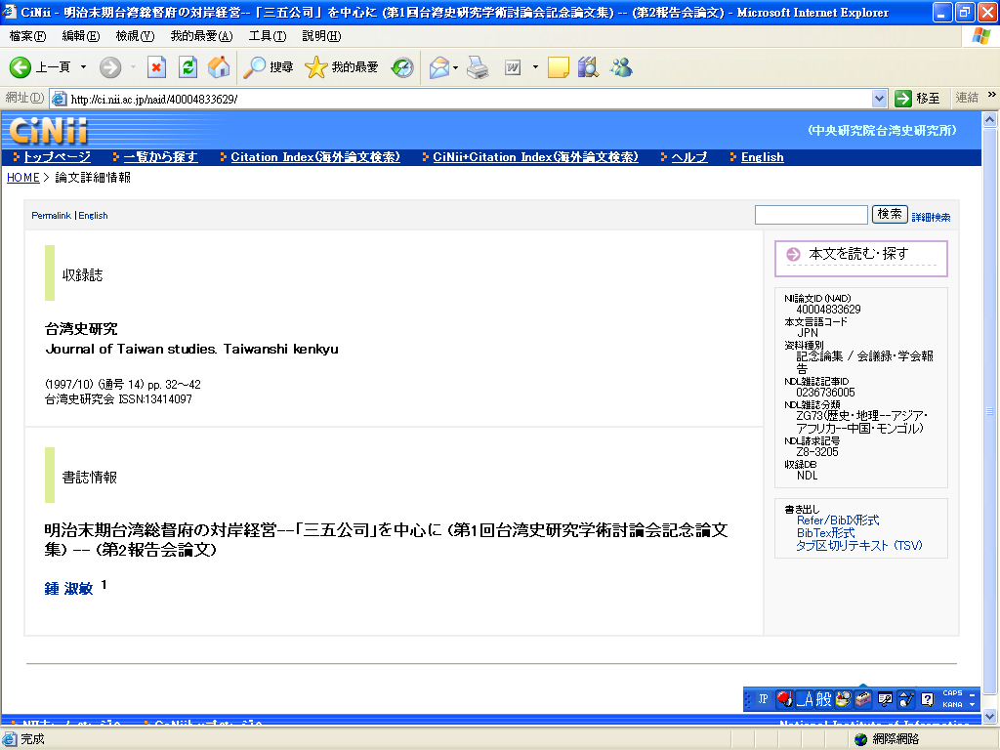 CiNii - 明治末期台湾総督府の対岸経営--「三五公司」を中心に (第1回台湾史研究学術討論会記念論文集) -- (第2報告会論文) - Microsoft Internet Explorer
檔案(F) 編輯(E) 檢視(V) 我的最愛(A) 工具(T) 說明(H)
上一頁 搜尋 我的最愛
網址(D) http://ci.nii.ac.jp/naid/40004833629/ 移至 連結 »
CiNii
(中央研究院台湾史研究所)
トップページ 一覧から探す Citation Index(海外論文検索) CiNii+Citation Index(海外論文検索) ヘルプ English
HOME > 論文詳細情報
Permalink | English 検索 詳細検索
収録誌
台湾史研究
Journal of Taiwan studies. Taiwanshi kenkyu
(1997/10) (通号 14) pp. 32~42
台湾史研究会 ISSN:13414097
書誌情報
明治末期台湾総督府の対岸経営--「三五公司」を中心に (第1回台湾史研究学術討論會記念論文
集) -- (第2報告会論文)
鍾 淑敏 1
本文を読む・探す
NII論文ID (NAID)
40004833629
本文言語コード
JPN
資料種別
記念論集 / 会議録・学会報
告
NDL雑誌記事ID
0236736005
NDL雑誌分類
ZG73(歴史・地理--アジア・
アフリカ--中国・モンゴル)
NDL請求記号
Z8-3205
収録DB
NDL
書き出し
Refer/BibIX形式
BibTex形式
タブ区切りテキスト (TSV)
JP A 般 CAPS
KANA
National Institute of Informatics
完成 網際網路